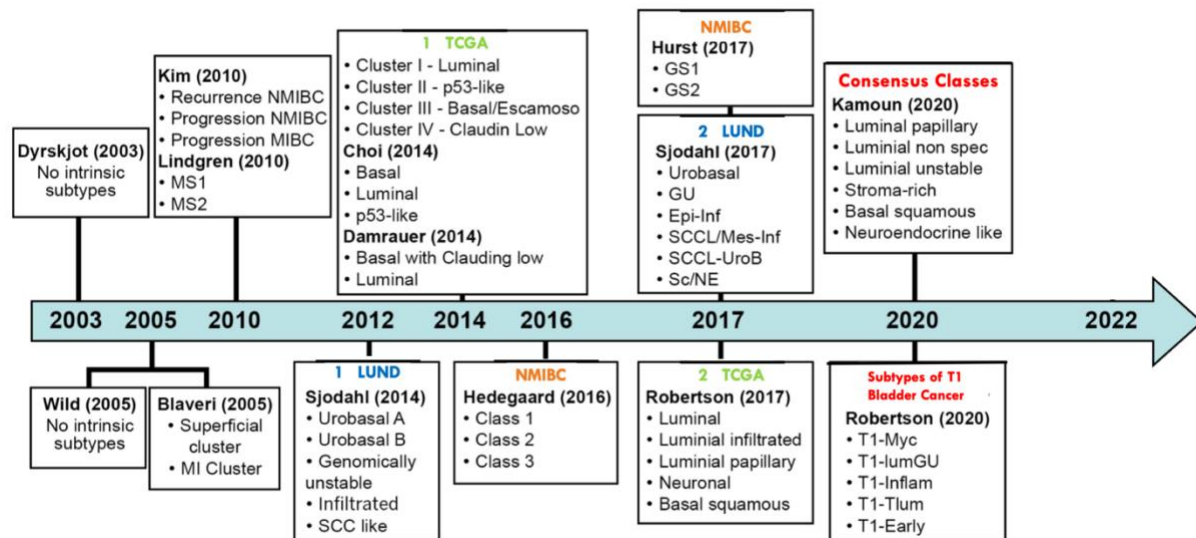 Dyrskjot (2003)
No intrinsic
subtypes
Kim (2010)
• Recurrence NMIBC
• Progression NMIBC
• Progression MIBC
Lindgren (2010)
• MS1
• MS2
1 TCGA
• Cluster I - Luminal
• Cluster II - p53-like
• Cluster III - Basal/Escamoso
• Cluster IV - Claudin Low
Choi (2014)
• Basal
• Luminal
• p53-like
Damrauer (2014)
• Basal with Clauding low
• Luminal
NMIBC
Hurst (2017)
• GS1
• GS2
2 LUND
Sjodahl (2017)
• Urobasal
• GU
• Epi-Inf
• SCCL/Mes-Inf
• SCCL-UroB
• Sc/NE
Consensus Classes
Kamoun (2020)
• Luminal papillary
• Luminial non spec
• Luminial unstable
• Stroma-rich
• Basal squamous
• Neuroendocrine like
2003 2005 2010 2012 2014 2016 2017 2020 2022
Wild (2005)
No intrinsic
subtypes
Blaveri (2005)
• Superficial
cluster
• MI Cluster
1 LUND
Sjodahl (2014)
• Urobasal A
• Urobasal B
• Genomically
unstable
• Infiltrated
• SCC like
NMIBC
Hedegaard (2016)
• Class 1
• Class 2
• Class 3
2 TCGA
Robertson (2017)
• Luminal
• Luminial infiltrated
• Luminial papillary
• Neuronal
• Basal squamous
Subtypes of T1
Bladder Cancer
Robertson (2020)
• T1-Myc
• T1-lumGU
• T1-Inflam
• T1-Tlum
• T1-Early